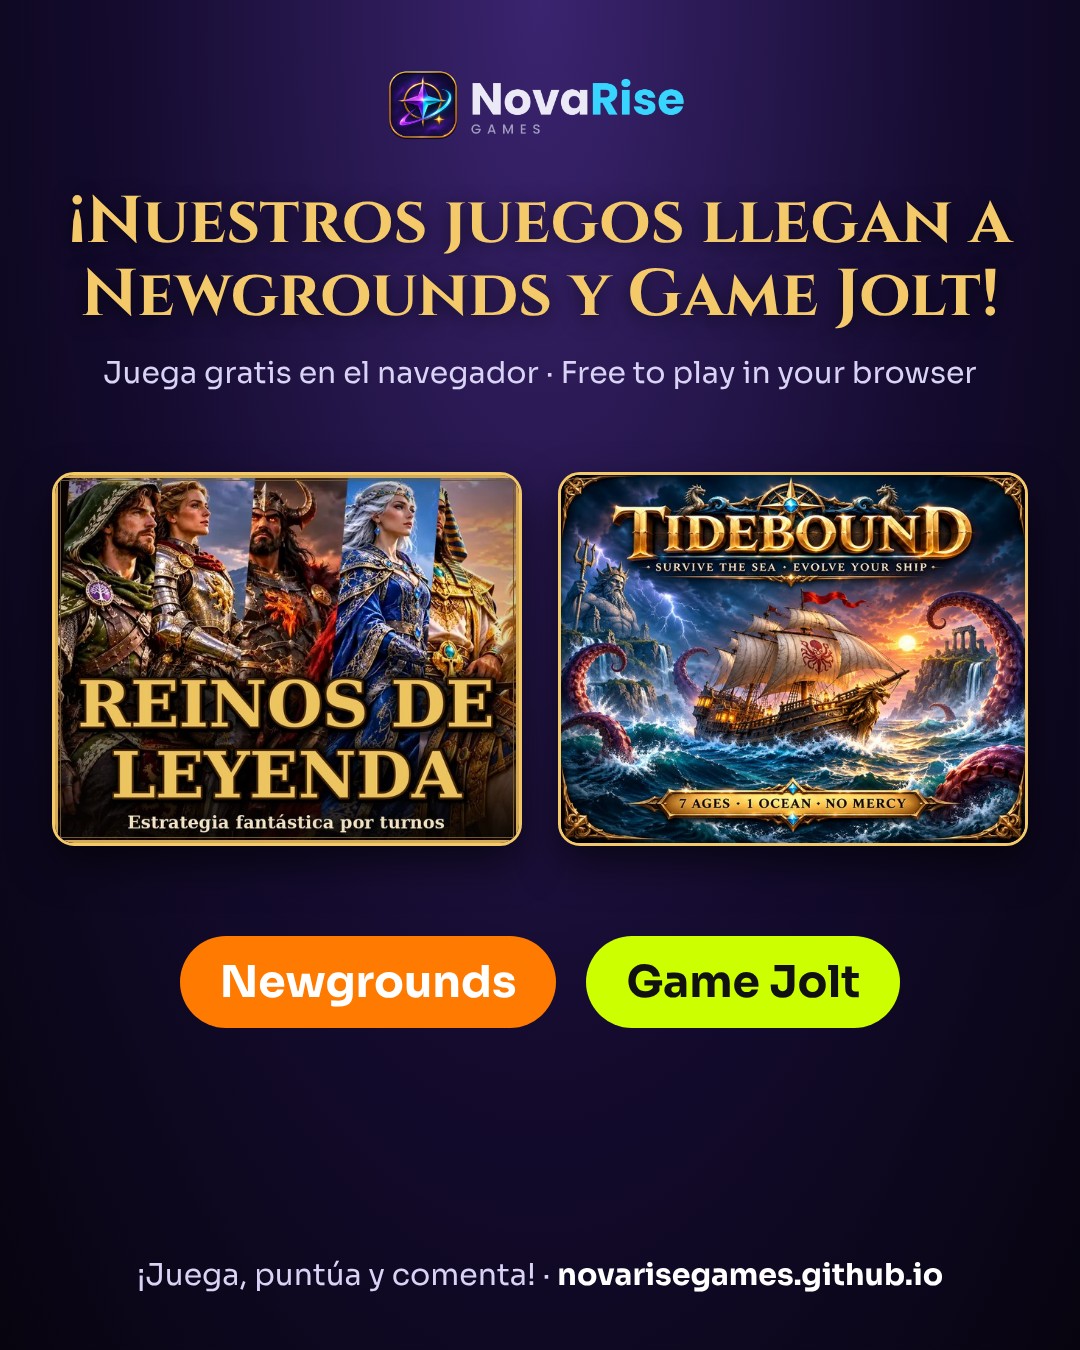 NovaRise
GAMES
¡Nuestros juegos llegan a
Newgrounds y Game Jolt!
Juega gratis en el navegador · Free to play in your browser
REINOS DE
LEYENDA
Estrategia fantástica por turnos
TIDEBOUND
· SURVIVE THE SEA · EVOLVE YOUR SHIP ·
7 AGES · 1 OCEAN · NO MERCY
Newgrounds
Game Jolt
¡Juega, puntúa y comenta! · novarisegames.github.io